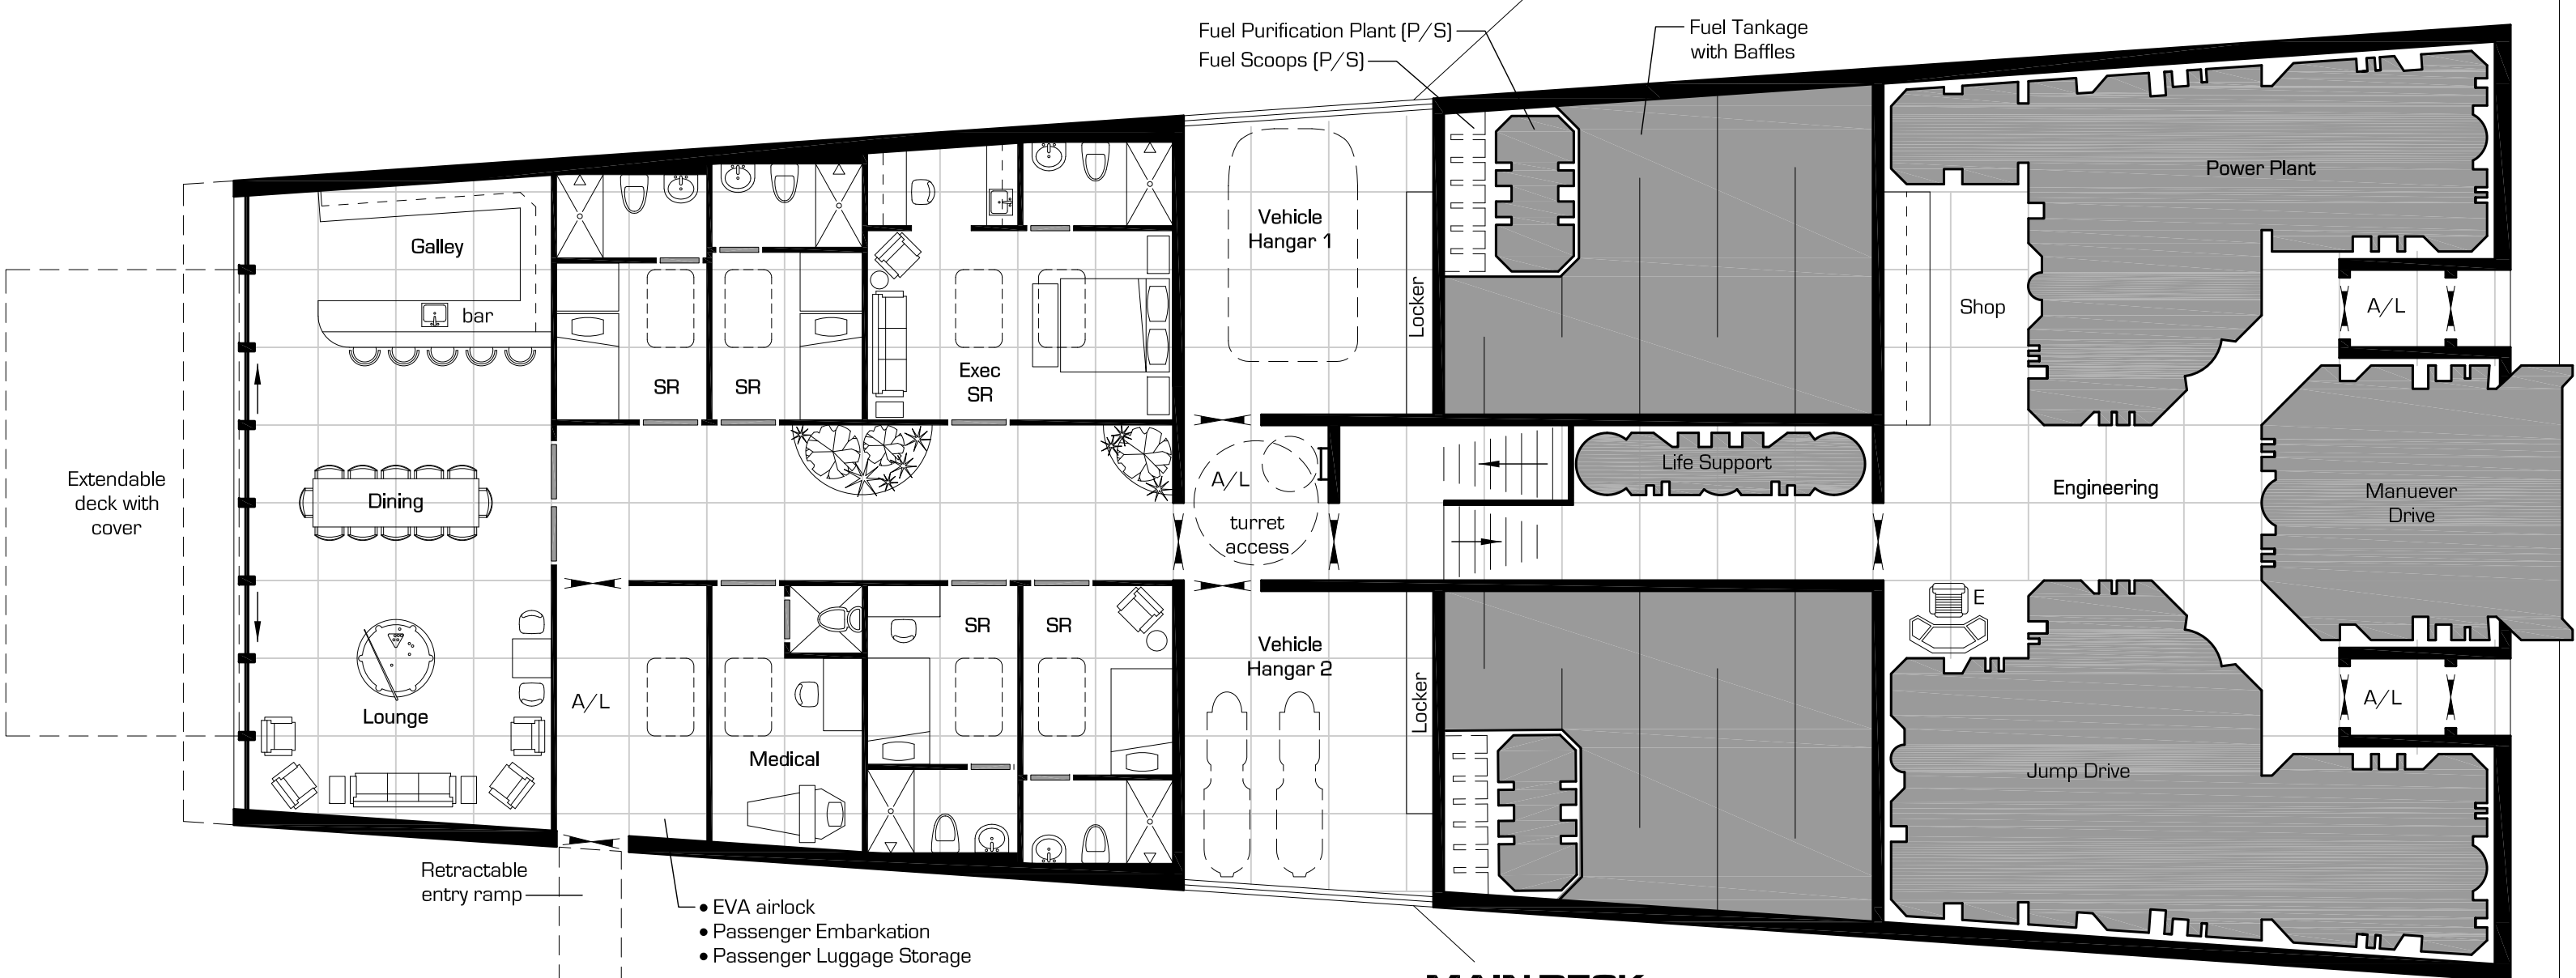 Fuel Purification Plant (P/S)
Fuel Scoops (P/S)
Fuel Tankage
with Baffles
Power Plant
Galley
bar
Vehicle
Hangar 1
Locker
Shop
A/L
SR
SR
Exec
SR
Extendable
deck with
cover
Dining
A/L
turret
access
Life Support
Engineering
Manuever
Drive
E
SR
SR
Vehicle
Hangar 2
Locker
A/L
A/L
Lounge
Medical
Jump Drive
Retractable
entry ramp
• EVA airlock
• Passenger Embarkation
• Passenger Luggage Storage
MAIN DECK